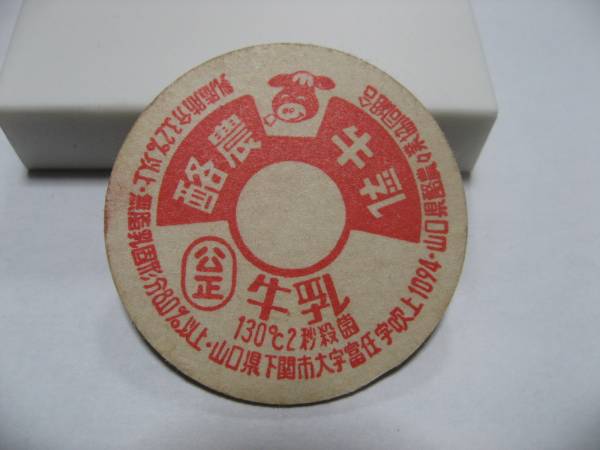 酪農
牛乳
公正
130℃2秒殺菌
乳脂肪分3.2%以上・無脂乳固形分8.0%以上・山口県下関市大字富任字吹上1094・山口県酪農々業協同組合